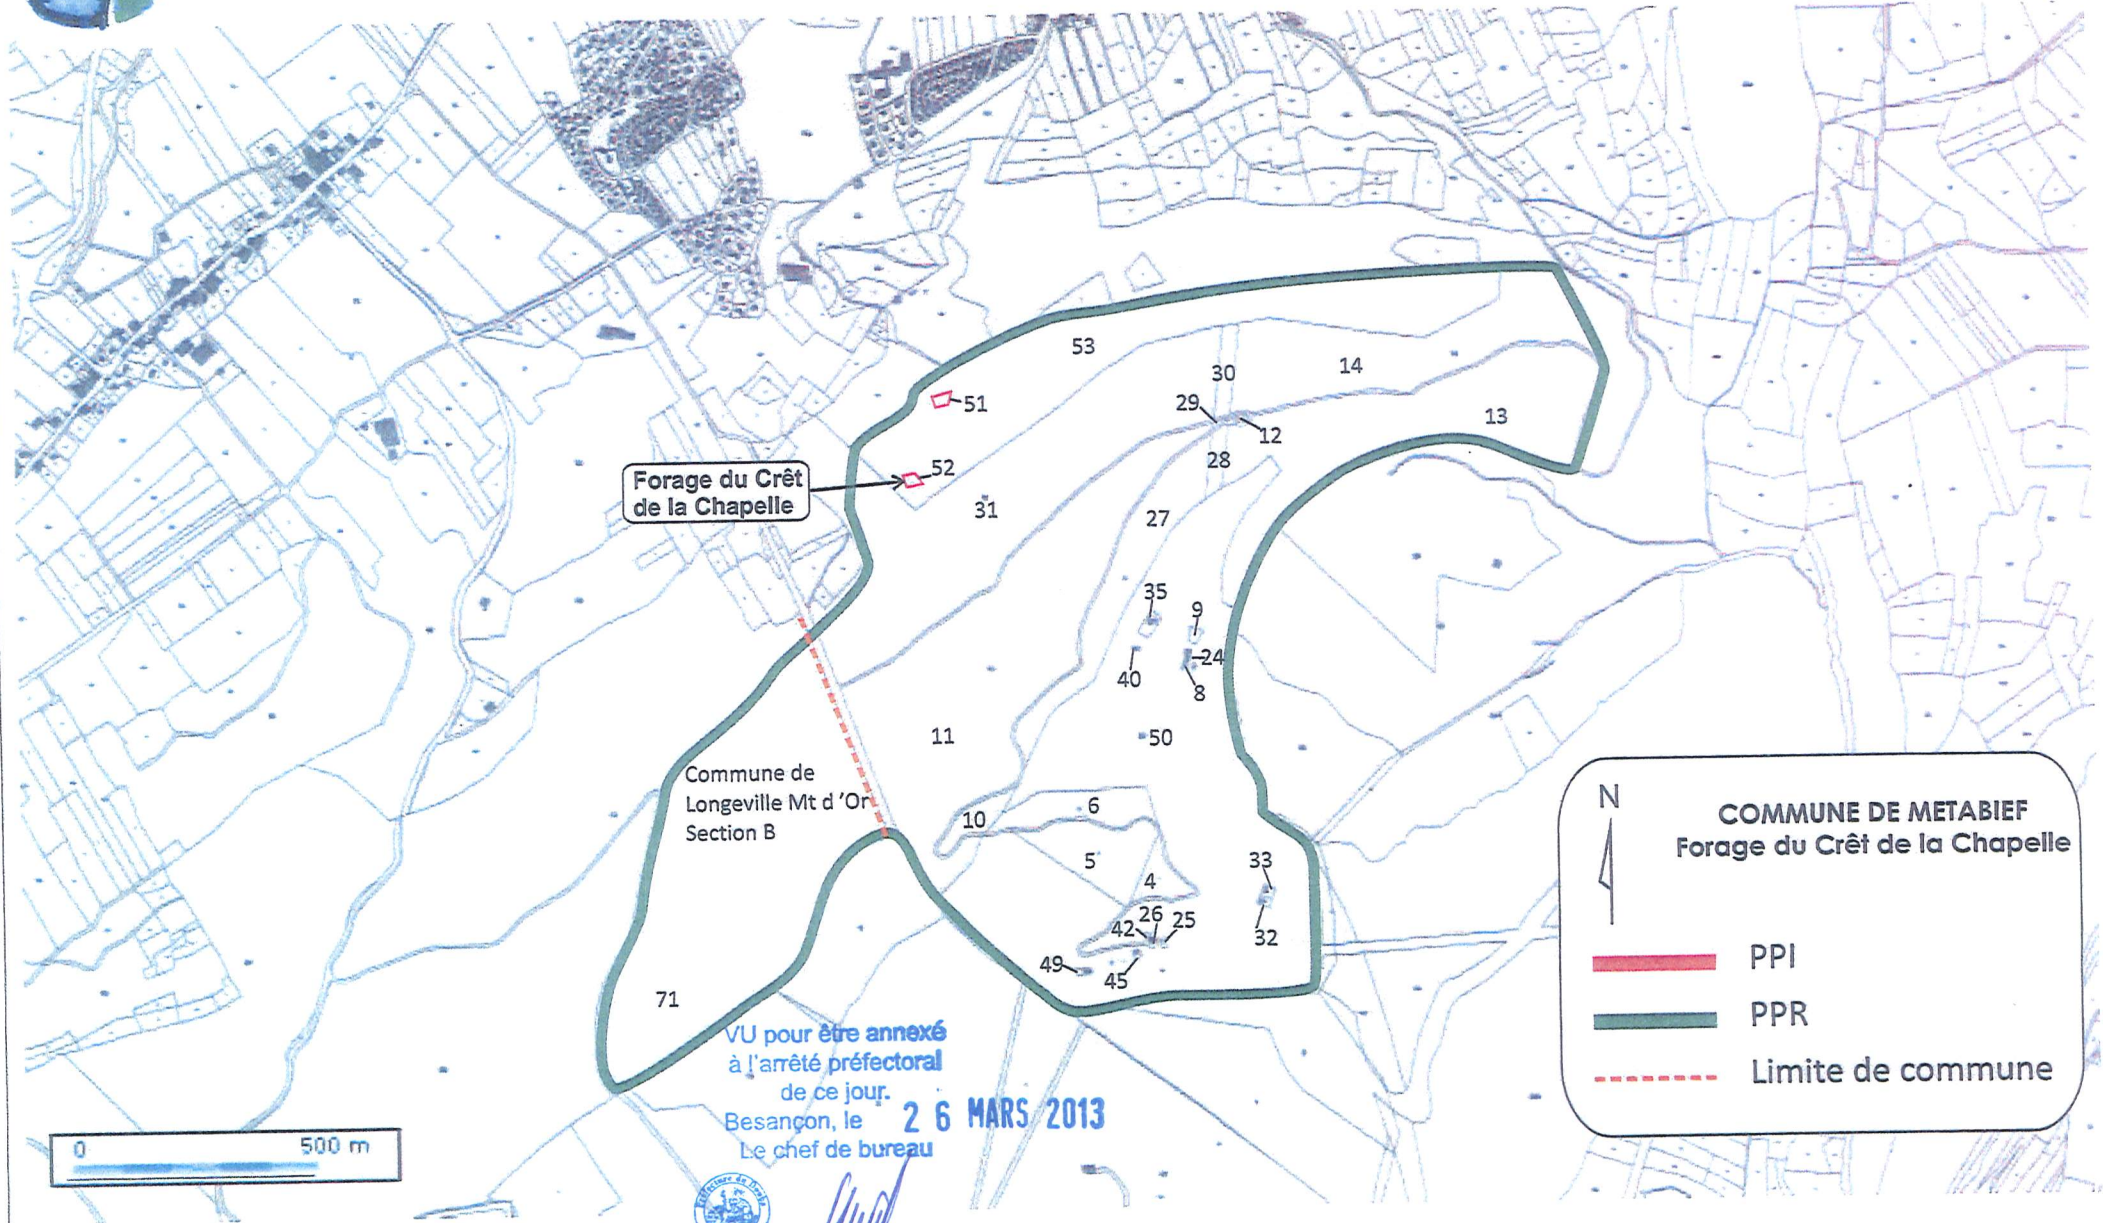 53
30
14
51
29
12
13
52
28
Forage du Crêt
de la Chapelle
31
27
35
9
24
40
8
11
50
Commune de
Longeville Mt d 'Or
Section B
10
6
5
4
33
26
42
25
32
49
45
71
COMMUNE DE METABIEF
Forage du Crêt de la Chapelle
N
PPI
PPR
Limite de commune
VU pour être annexé
à l'arrêté préfectoral
de ce jour.
Besançon, le 26 MARS 2013
Le chef de bureau
0 500 m
Préfecture du Doubs